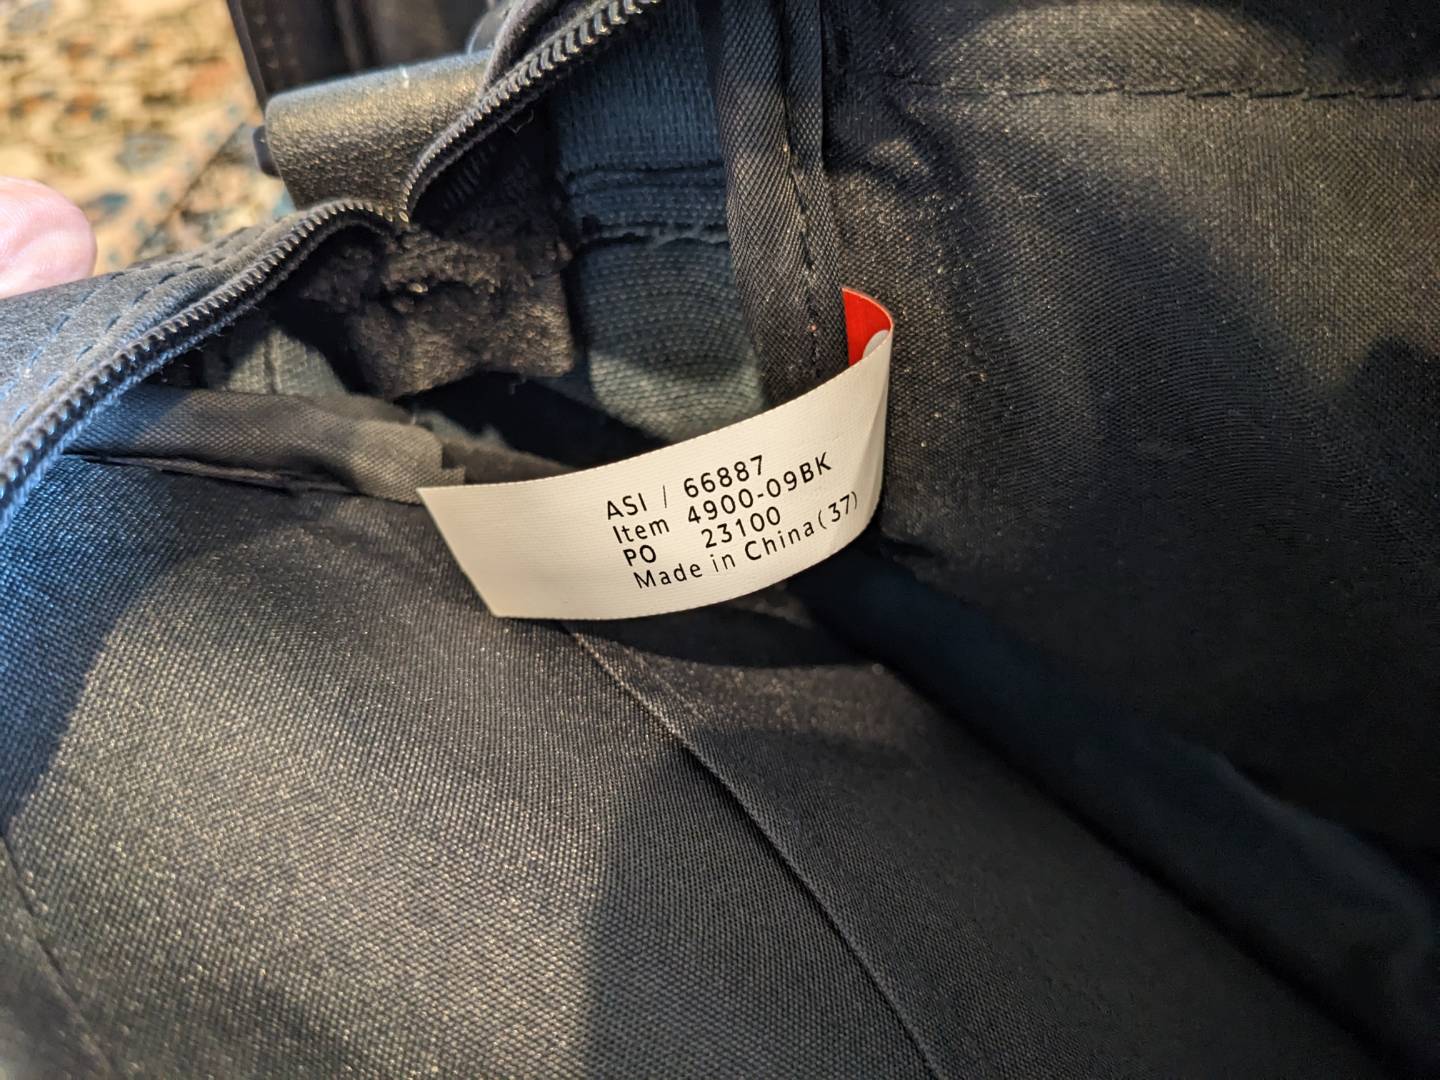 ASI / 66887
Item 4900-09BK
PO 23100
Made in China(37)